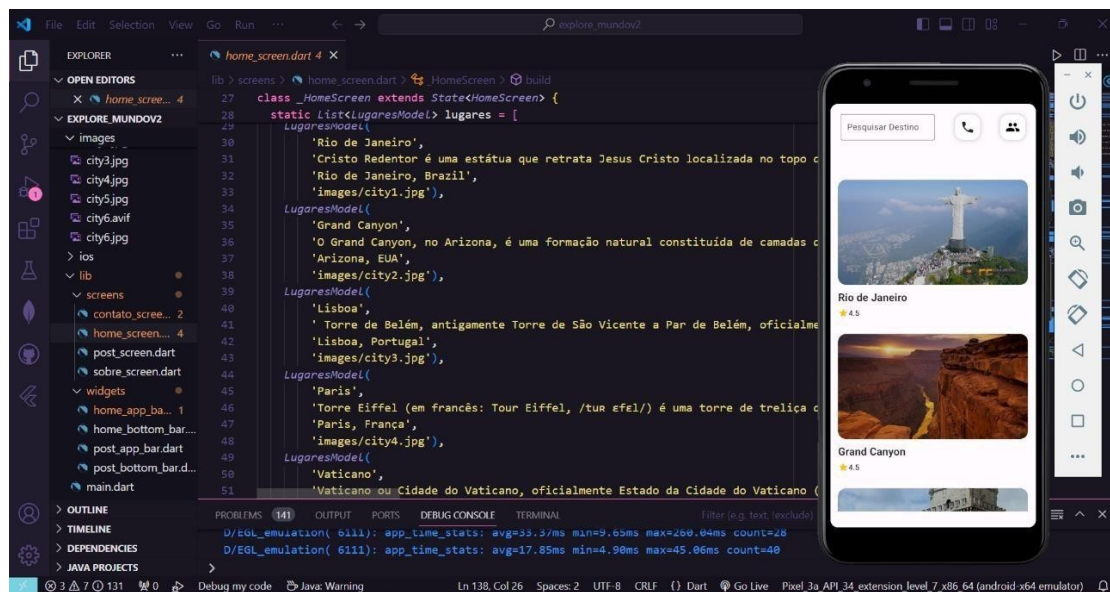 File Edit Selection View Go Run ··· explore_mundov2
EXPLORER ···
OPEN EDITORS
home_scree... 4
EXPLORE_MUNDOV2
images
city3.jpg
city4.jpg
city5.jpg
city6.avif
city6.jpg
ios
lib
screens
contato_scree... 2
home_screen.... 4
post_screen.dart
sobre_screen.dart
widgets
home_app_ba... 1
home_bottom_bar....
post_app_bar.dart
post_bottom_bar.d...
main.dart
OUTLINE
TIMELINE
DEPENDENCIES
JAVA PROJECTS
1
home_screen.dart 4
lib > screens > home_screen.dart > _HomeScreen > build
27 class _HomeScreen extends State<HomeScreen> {
28 static List<LugaresModel> lugares = [
29 LugaresModel(
30 'Rio de Janeiro',
31 'Cristo Redentor é uma estátua que retrata Jesus Cristo localizada no topo
32 'Rio de Janeiro, Brazil',
33 'images/city1.jpg'),
34 LugaresModel(
35 'Grand Canyon',
36 'O Grand Canyon, no Arizona, é uma formação natural constituída de camadas
37 'Arizona, EUA',
38 'images/city2.jpg'),
39 LugaresModel(
40 'Lisboa',
41 ' Torre de Belém, antigamente Torre de São Vicente a Par de Belém, oficialme
42 'Lisboa, Portugal',
43 'images/city3.jpg'),
44 LugaresModel(
45 'Paris',
46 'Torre Eiffel (em francês: Tour Eiffel, /tuʀ ɛfɛl/) é uma torre de treliça
47 'Paris, França',
48 'images/city4.jpg'),
49 LugaresModel(
50 'Vaticano',
51 'Vaticano ou Cidade do Vaticano, oficialmente Estado da Cidade do Vaticano (
PROBLEMS 141 OUTPUT PORTS DEBUG CONSOLE TERMINAL Filter (e.g. text, !exclude)
D/EGL_emulation( 6111): app_time_stats: avg=33.37ms min=9.65ms max=260.04ms count=28
D/EGL_emulation( 6111): app_time_stats: avg=17.85ms min=4.90ms max=45.06ms count=40
Pesquisar Destino
Rio de Janeiro
4.5
Grand Canyon
4.5
3 7 131 0 Debug my code Java: Warning Ln 138, Col 26 Spaces: 2 UTF-8 CRLF {} Dart Go Live Pixel_3a_API_34_extension_level_7_x86_64 (android-x64 emulator)